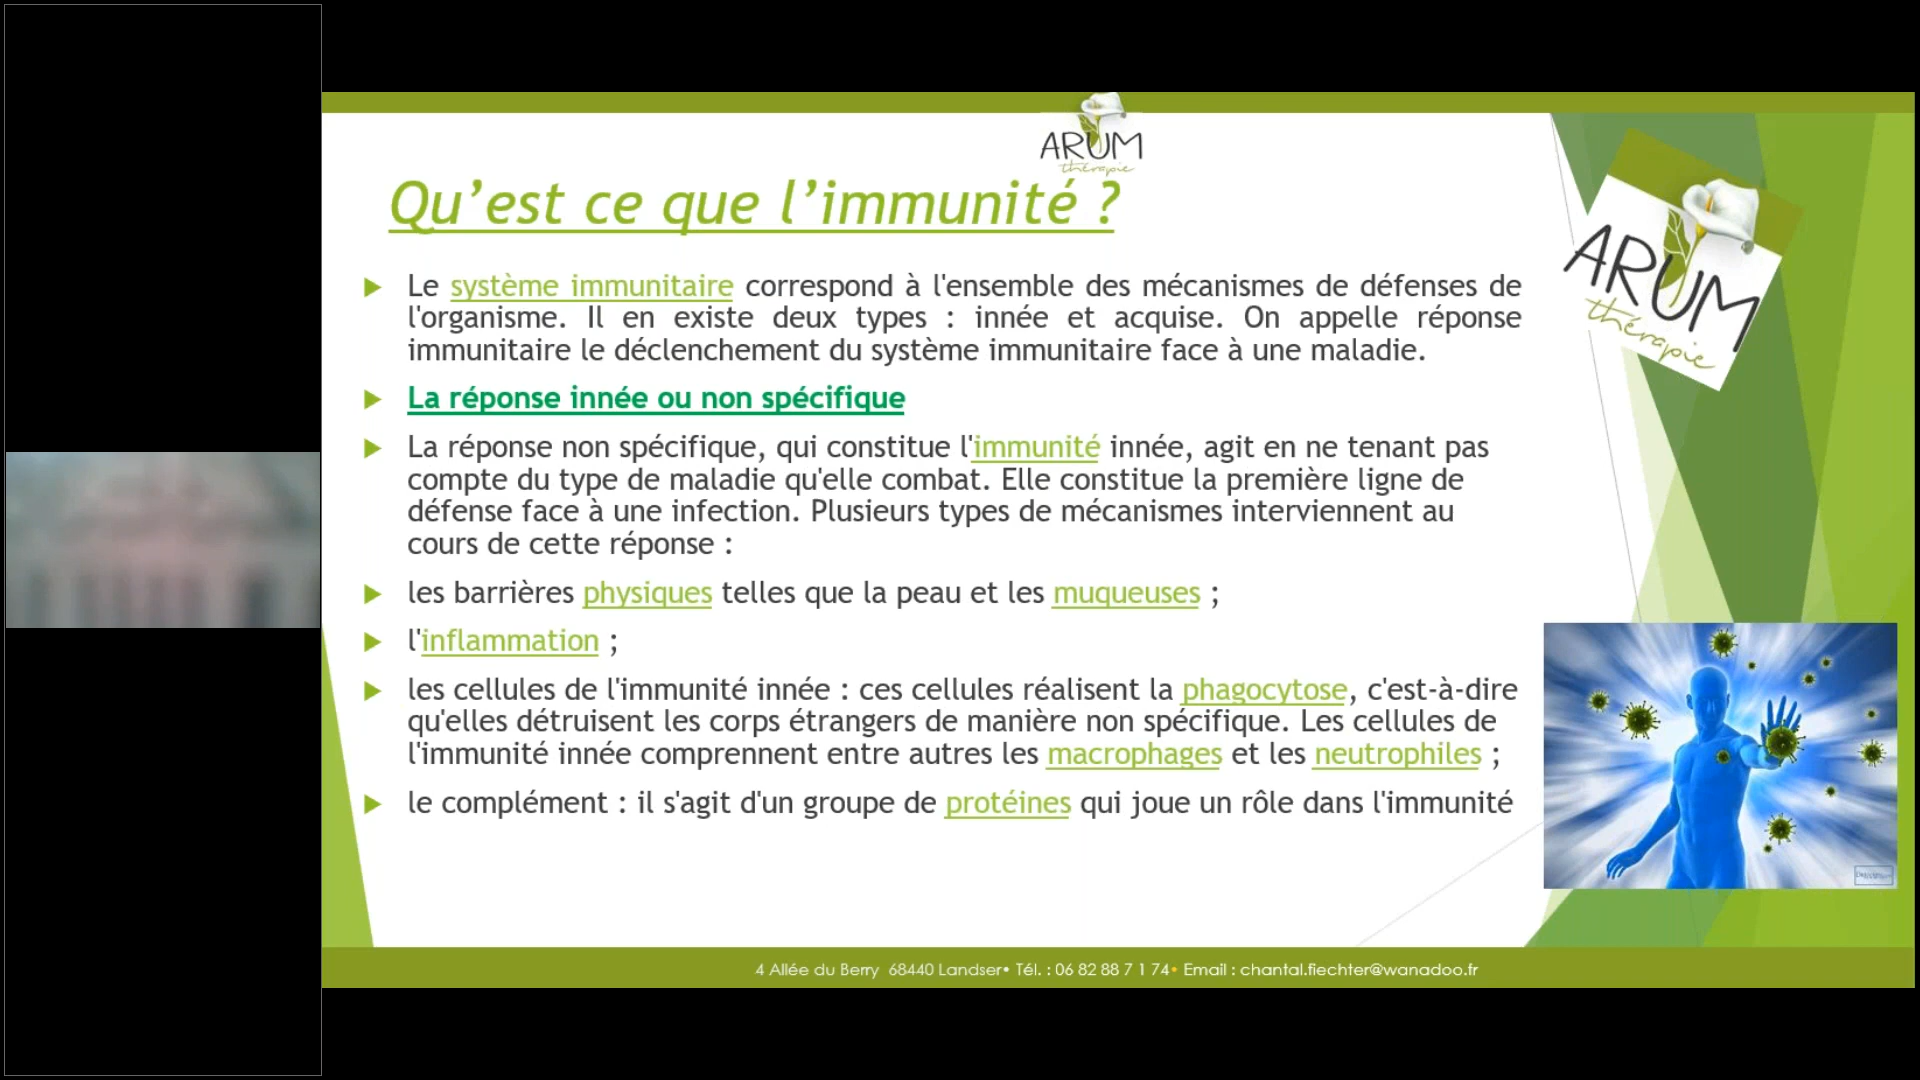 ARUM
thérapie
Qu’est ce que l’immunité ?
Le système immunitaire correspond à l'ensemble des mécanismes de défenses de
l'organisme. Il en existe deux types : innée et acquise. On appelle réponse
immunitaire le déclenchement du système immunitaire face à une maladie.
La réponse innée ou non spécifique
La réponse non spécifique, qui constitue l'immunité innée, agit en ne tenant pas
compte du type de maladie qu'elle combat. Elle constitue la première ligne de
défense face à une infection. Plusieurs types de mécanismes interviennent au
cours de cette réponse :
les barrières physiques telles que la peau et les muqueuses ;
l'inflammation ;
les cellules de l'immunité innée : ces cellules réalisent la phagocytose, c'est-à-dire
qu'elles détruisent les corps étrangers de manière non spécifique. Les cellules de
l'immunité innée comprennent entre autres les macrophages et les neutrophiles ;
le complément : il s'agit d'un groupe de protéines qui joue un rôle dans l'immunité
ARUM
thérapie
4 Allée du Berry 68440 Landser• Tél. : 06 82 88 7 1 74• Email : chantal.fiechter@wanadoo.fr